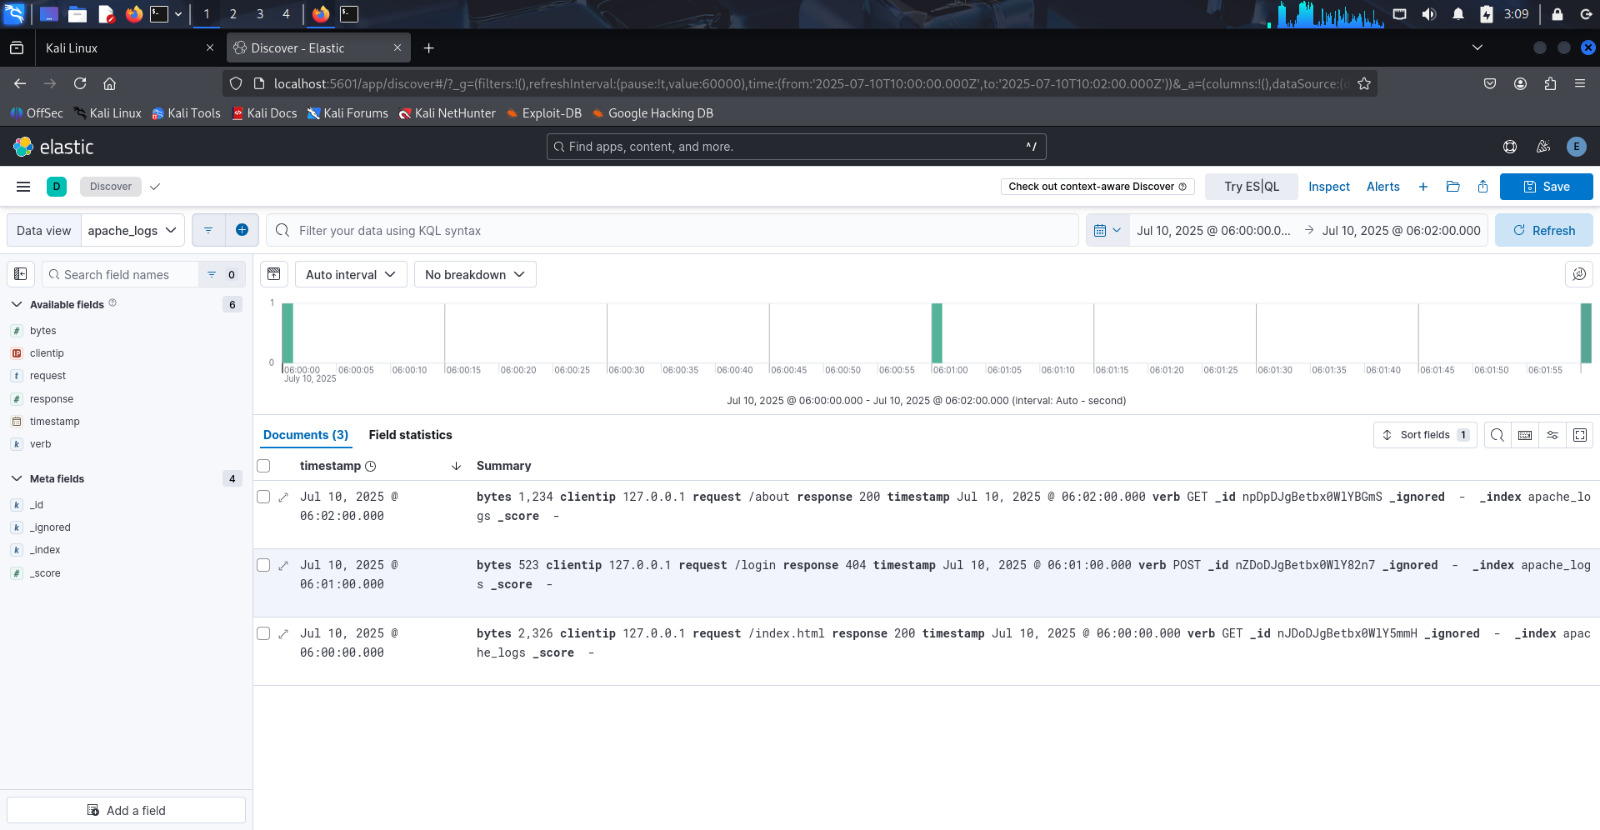 1 2 3 4 3:09
Kali Linux × Discover - Elastic × +
localhost:5601/app/discover#/?_g=(filters:!(),refreshInterval:(pause:!t,value:60000),time:(from:'2025-07-10T10:00:00.000Z',to:'2025-07-10T10:02:00.000Z'))&_a=(columns:!(),dataSource:(d
OffSec Kali Linux Kali Tools Kali Docs Kali Forums Kali NetHunter Exploit-DB Google Hacking DB
elastic Find apps, content, and more. ^/ E
D Discover Check out context-aware Discover Try ES|QL Inspect Alerts + Save
Data view apache_logs Filter your data using KQL syntax Jul 10, 2025 @ 06:00:00.0... → Jul 10, 2025 @ 06:02:00.000 Refresh
Search field names 0 Auto interval No breakdown
Available fields 6
bytes
clientip
request
response
timestamp
verb
Meta fields 4
_id
_ignored
_index
_score
Add a field
1
0
06:00:00 06:00:05 06:00:10 06:00:15 06:00:20 06:00:25 06:00:30 06:00:35 06:00:40 06:00:45 06:00:50 06:00:55 06:01:00 06:01:05 06:01:10 06:01:15 06:01:20 06:01:25 06:01:30 06:01:35 06:01:40 06:01:45 06:01:50 06:01:55
July 10, 2025
Jul 10, 2025 @ 06:00:00.000 - Jul 10, 2025 @ 06:02:00.000 (interval: Auto - second)
Documents (3) Field statistics Sort fields 1
timestamp ↓ Summary
Jul 10, 2025 @ bytes 1,234 clientip 127.0.0.1 request /about response 200 timestamp Jul 10, 2025 @ 06:02:00.000 verb GET _id npDpDJgBetbx0WlYBGmS _ignored - _index apache_lo
06:02:00.000 gs _score -
Jul 10, 2025 @ bytes 523 clientip 127.0.0.1 request /login response 404 timestamp Jul 10, 2025 @ 06:01:00.000 verb POST _id nZDoDJgBetbx0WlY82n7 _ignored - _index apache_log
06:01:00.000 s _score -
Jul 10, 2025 @ bytes 2,326 clientip 127.0.0.1 request /index.html response 200 timestamp Jul 10, 2025 @ 06:00:00.000 verb GET _id nJDoDJgBetbx0WlY5mmH _ignored - _index apac
06:00:00.000 he_logs _score -